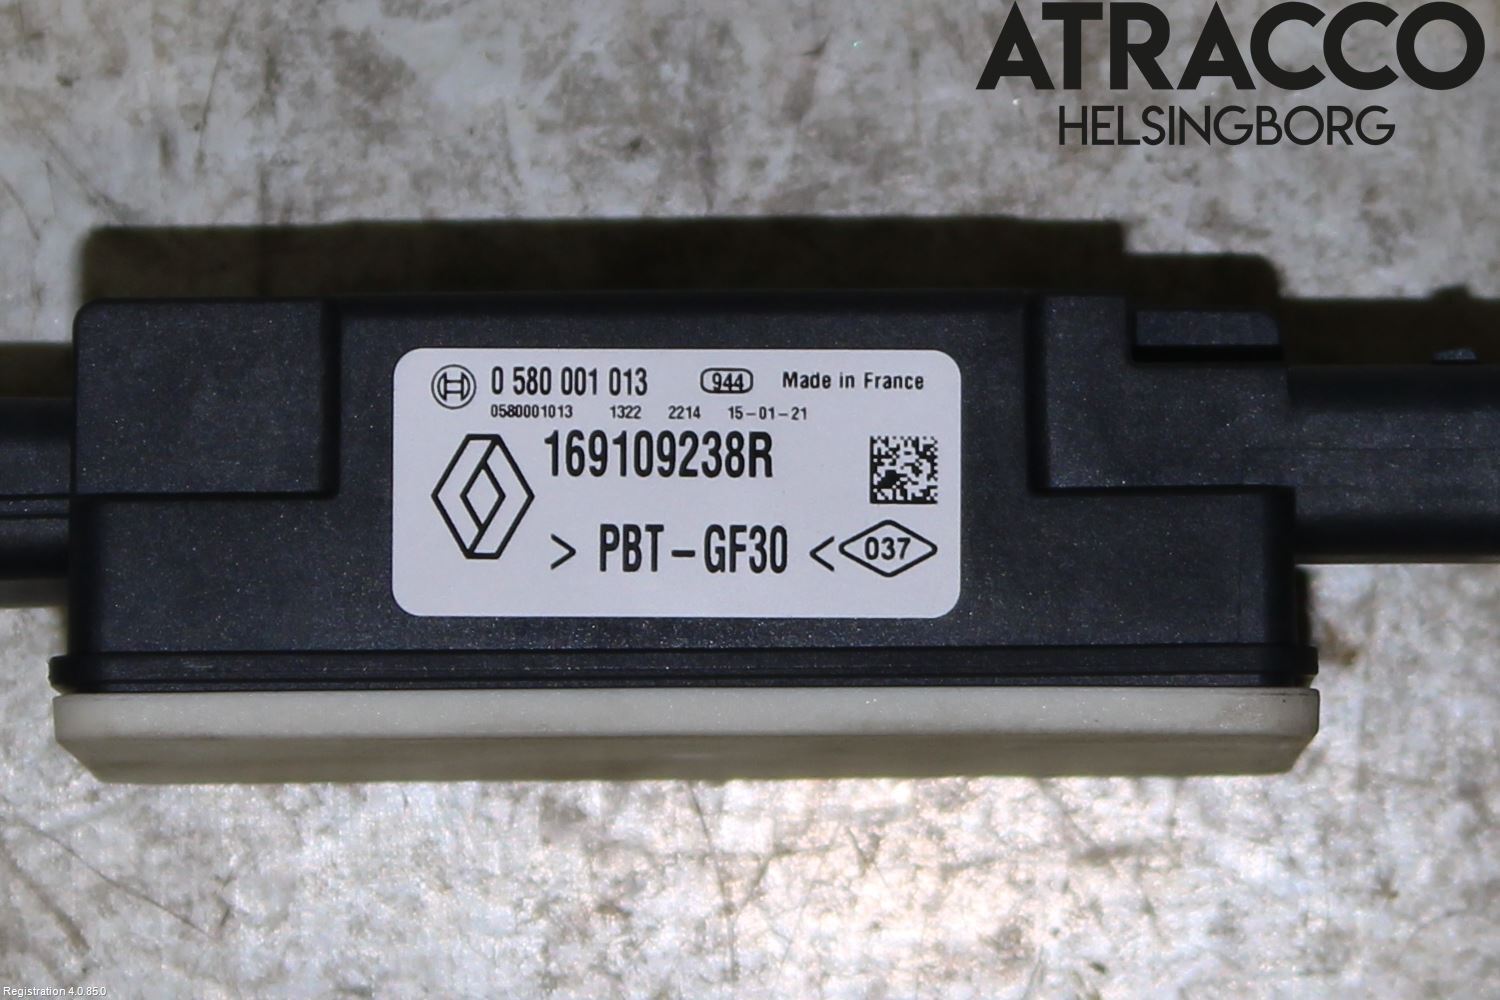 ATRACCO
HELSINGBORG
0 580 001 013 944 Made in France
0580001013 1322 2214 15-01-21
169109238R
> PBT-GF30 < 037
Registration 4.0.85.0